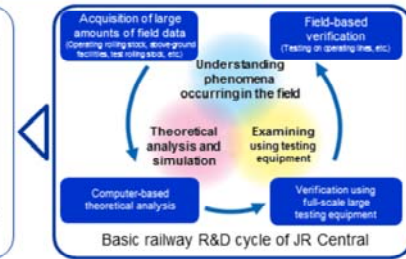 Acquisition of large
amounts of field data
(Operating rolling stock, above-ground
facilities, test rolling stock, etc)
Field-based
verification
(Testing on operating lines, etc)
Understanding
phenomena
occurring in the field
Theoretical
analysis and
simulation
Examining
using testing
equipment
Computer-based
theoretical analysis
Verification using
full-scale large
testing equipment
Basic railway R&D cycle of JR Central